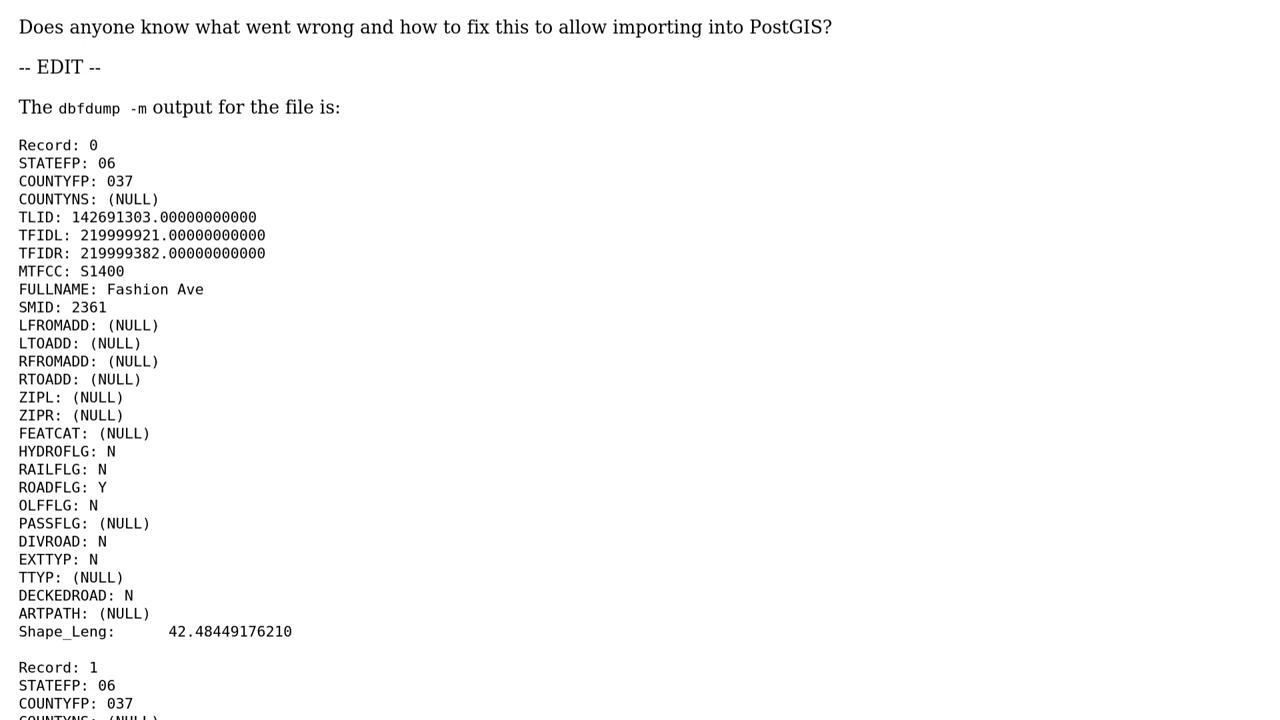 Does anyone know what went wrong and how to fix this to allow importing into PostGIS?
-- EDIT --
The dbfdump -m output for the file is:
Record: 0
STATEFP: 06
COUNTYFP: 037
COUNTYNS: (NULL)
TLID: 142691303.00000000000
TFIDL: 219999921.00000000000
TFIDR: 219999382.00000000000
MTFCC: S1400
FULLNAME: Fashion Ave
SMID: 2361
LFROMADD: (NULL)
LTOADD: (NULL)
RFROMADD: (NULL)
RTOADD: (NULL)
ZIPL: (NULL)
ZIPR: (NULL)
FEATCAT: (NULL)
HYDROFLG: N
RAILFLG: N
ROADFLG: Y
OLFFLG: N
PASSFLG: (NULL)
DIVROAD: N
EXTTYP: N
TTYP: (NULL)
DECKEDROAD: N
ARTPATH: (NULL)
Shape_Leng:      42.48449176210
Record: 1
STATEFP: 06
COUNTYFP: 037
COUNTYNS: (NULL)